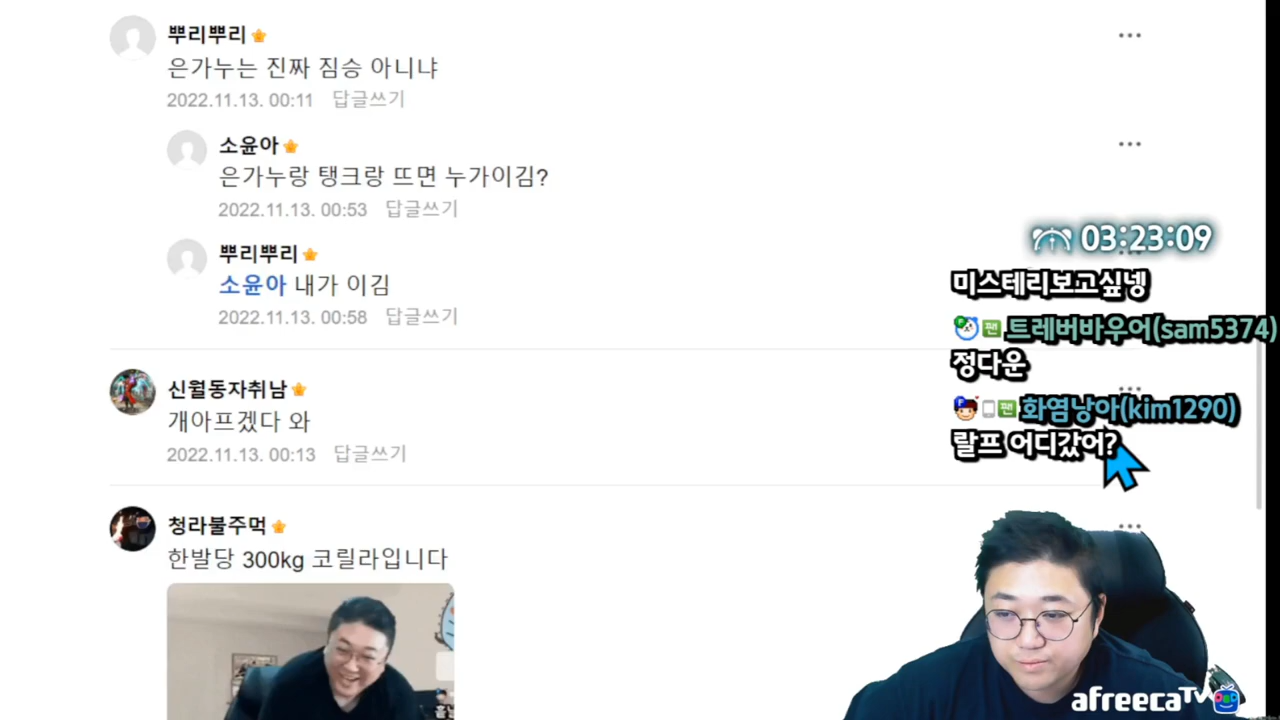 뿌리뿌리
은가누는 진짜 짐승 아니냐
2022.11.13. 00:11 답글쓰기
소윤아
은가누랑 탱크랑 뜨면 누가이김?
2022.11.13. 00:53 답글쓰기
뿌리뿌리
소윤아 내가 이김
2022.11.13. 00:58 답글쓰기
신월동자취남
개아프겠다 와
2022.11.13. 00:13 답글쓰기
청라불주먹
한발당 300kg 코릴라입니다
03:23:09
미스테리보고싶넹
팬 트레버바우어(sam5374)
정다운
팬 화염낭아(kim1290)
랄프 어디갔어?
afreecaTV